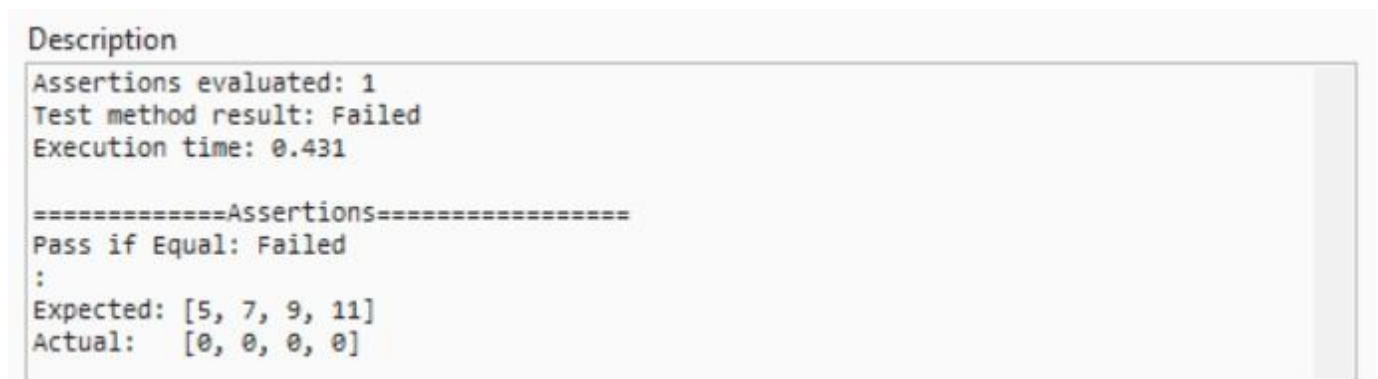 Description
Assertions evaluated: 1
Test method result: Failed
Execution time: 0.431
=============Assertions=================
Pass if Equal: Failed
:
Expected: [5, 7, 9, 11]
Actual:   [0, 0, 0, 0]